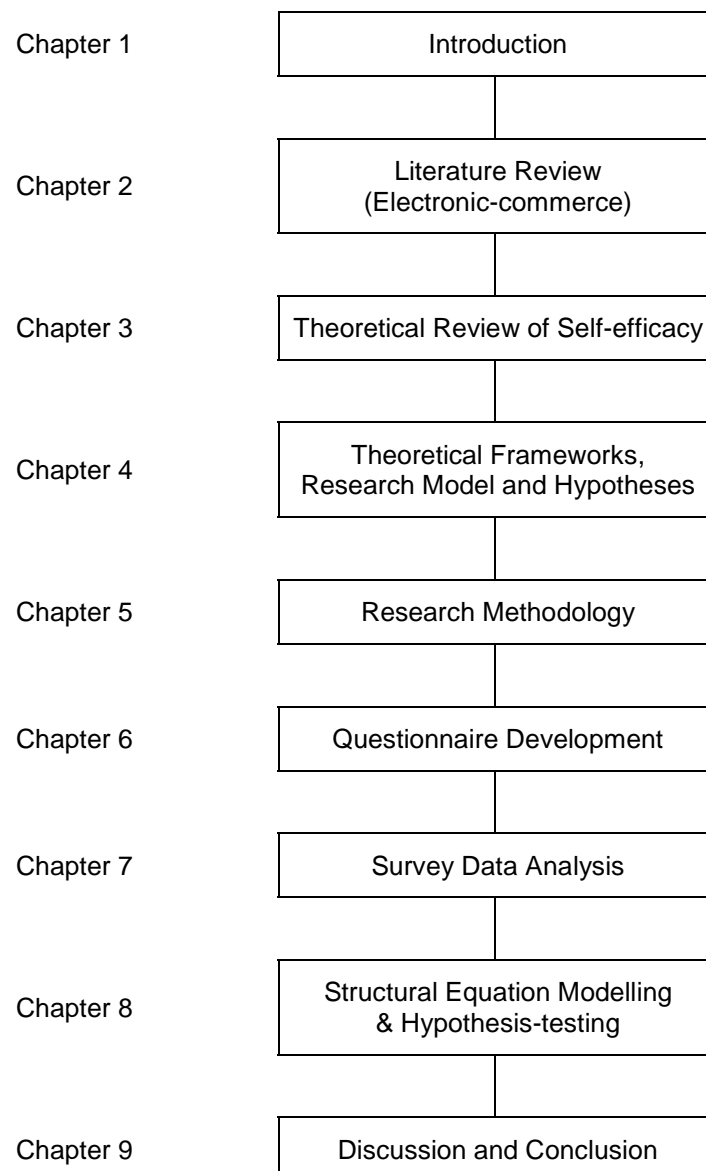 Chapter 1
Introduction
Chapter 2
Literature Review
(Electronic-commerce)
Chapter 3
Theoretical Review of Self-efficacy
Chapter 4
Theoretical Frameworks,
Research Model and Hypotheses
Chapter 5
Research Methodology
Chapter 6
Questionnaire Development
Chapter 7
Survey Data Analysis
Chapter 8
Structural Equation Modelling
& Hypothesis-testing
Chapter 9
Discussion and Conclusion